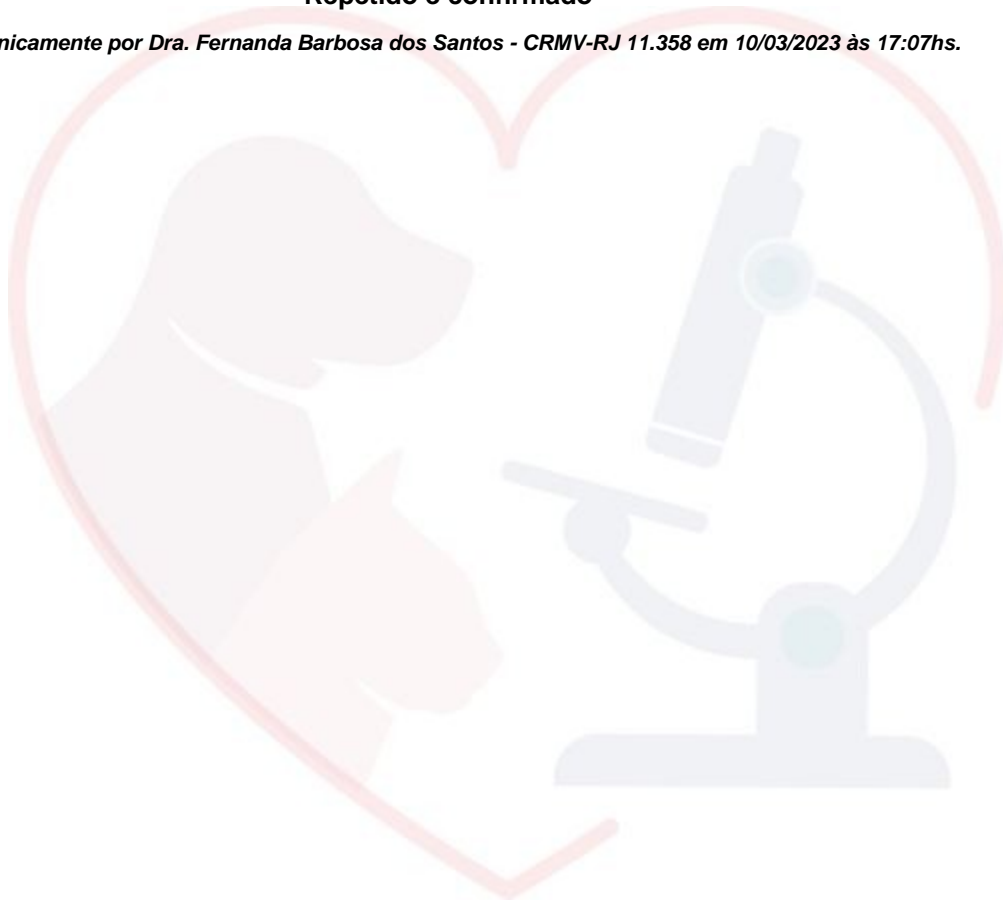 Repetido e confirmado
nicamente por Dra. Fernanda Barbosa dos Santos - CRMV-RJ 11.358 em 10/03/2023 às 17:07hs.